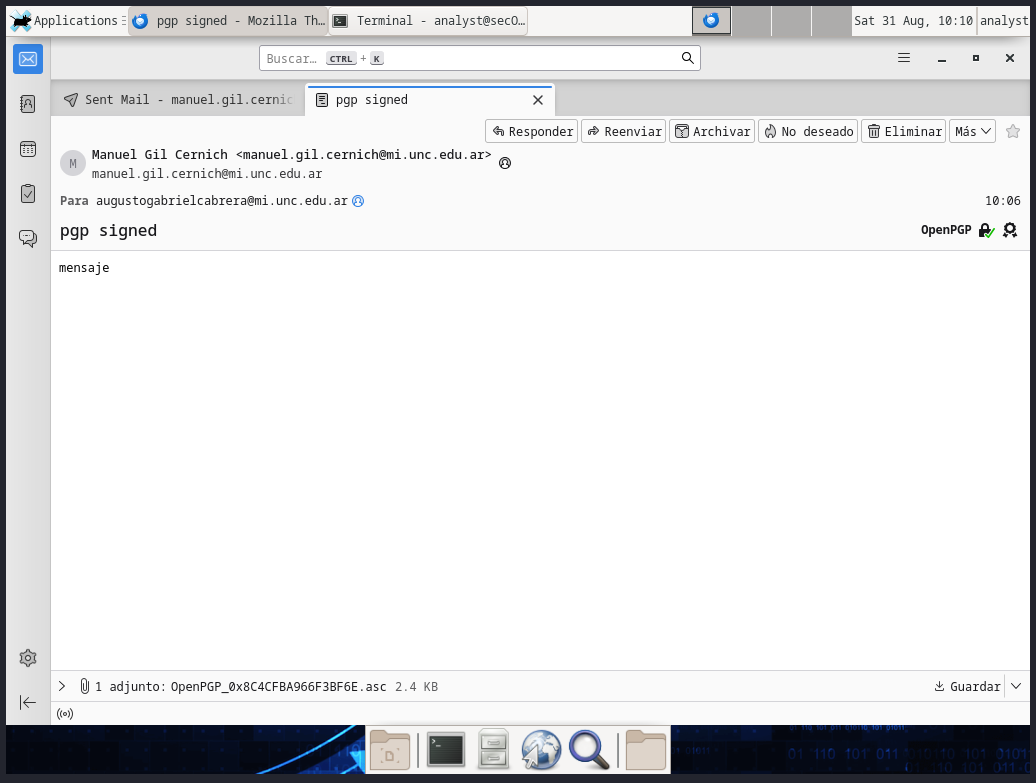 Applications
pgp signed - Mozilla Th...
Terminal - analyst@secO...
Sat 31 Aug, 10:10
analyst
Buscar… CTRL + K
Sent Mail - manuel.gil.cernic
pgp signed
Responder
Reenviar
Archivar
No deseado
Eliminar
Más
M
Manuel Gil Cernich <manuel.gil.cernich@mi.unc.edu.ar>
manuel.gil.cernich@mi.unc.edu.ar
Para augustogabrielcabrera@mi.unc.edu.ar
10:06
pgp signed
OpenPGP
mensaje
1 adjunto: OpenPGP_0x8C4CFBA966F3BF6E.asc 2.4 KB
Guardar